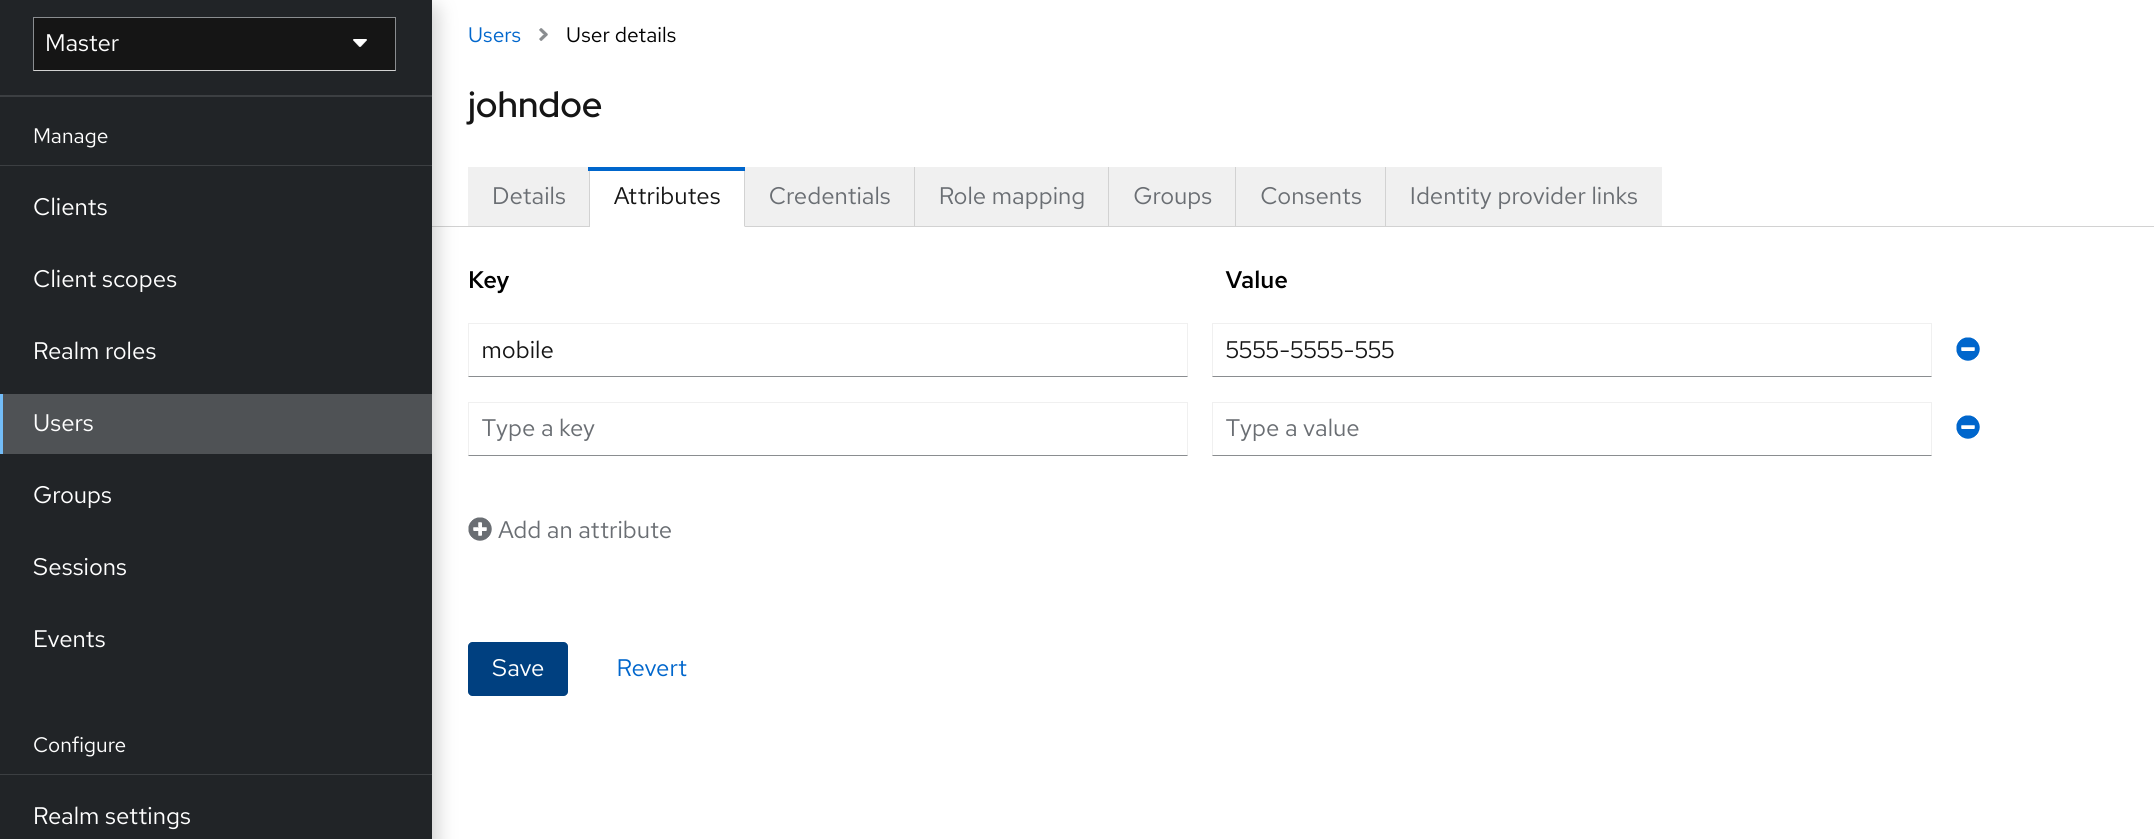 Master
Manage
Clients
Client scopes
Realm roles
Users
Groups
Sessions
Events
Configure
Realm settings
Users > User details
johndoe
Details Attributes Credentials Role mapping Groups Consents Identity provider links
Key Value
mobile 5555-5555-555
Type a key Type a value
Add an attribute
Save Revert